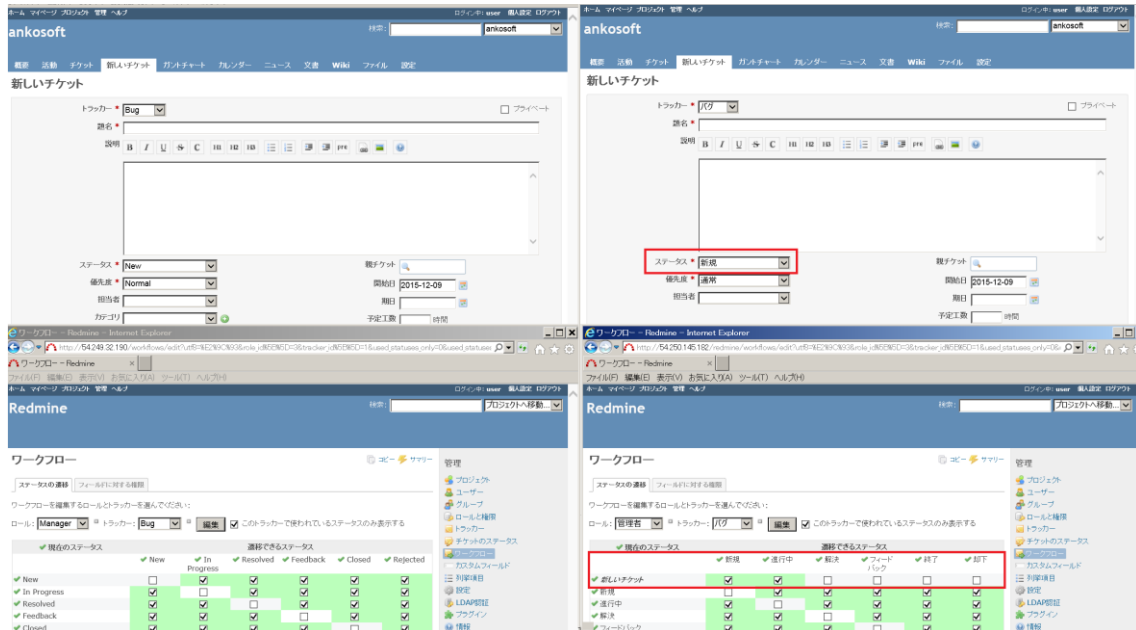 ホーム マイページ プロジェクト 管理 ヘルプ
ログイン中: user 個人設定 ログアウト
ankosoft
検索:
ankosoft
概要 活動 チケット 新しいチケット ガントチャート カレンダー ニュース 文書 Wiki ファイル 設定
新しいチケット
トラッカー * Bug
プライベート
題名 *
説明
B I U S C H1 H2 H3 pre
ステータス * New
親チケット
優先度 * Normal
開始日 2015-12-09
担当者
期日
カテゴリ
予定工数 時間
ホーム マイページ プロジェクト 管理 ヘルプ
ログイン中: user 個人設定 ログアウト
ankosoft
検索:
ankosoft
概要 活動 チケット 新しいチケット ガントチャート カレンダー ニュース 文書 Wiki ファイル 設定
新しいチケット
トラッカー * バグ
プライベート
題名 *
説明
B I U S C H1 H2 H3 pre
ステータス * 新規
親チケット
優先度 * 通常
開始日 2015-12-09
担当者
期日
予定工数 時間
ワークフロー - Redmine - Internet Explorer
ワークフロー - Redmine
ファイル(F) 編集(E) 表示(V) お気に入り(A) ツール(T) ヘルプ(H)
ホーム マイページ プロジェクト 管理 ヘルプ
ログイン中: user 個人設定 ログアウト
Redmine
検索:
プロジェクトへ移動...
ワークフロー
コピー サマリー
ステータスの遷移 フィールドに対する権限
ワークフローを編集するロールとトラッカーを選んでください:
ロール: Manager トラッカー: Bug 編集 このトラッカーで使われているステータスのみ表示する
現在のステータス 遷移できるステータス
New In Progress Resolved Feedback Closed Rejected
New
In Progress
Resolved
Feedback
Closed
管理
プロジェクト
ユーザー
グループ
ロールと権限
トラッカー
チケットのステータス
ワークフロー
カスタムフィールド
列挙項目
設定
LDAP認証
プラグイン
情報
ワークフロー - Redmine - Internet Explorer
ワークフロー - Redmine
ファイル(F) 編集(E) 表示(V) お気に入り(A) ツール(T) ヘルプ(H)
ホーム マイページ プロジェクト 管理 ヘルプ
ログイン中: user 個人設定 ログアウト
Redmine
検索:
プロジェクトへ移動...
ワークフロー
コピー サマリー
ステータスの遷移 フィールドに対する権限
ワークフローを編集するロールとトラッカーを選んでください:
ロール: 管理者 トラッカー: バグ 編集 このトラッカーで使われているステータスのみ表示する
現在のステータス 遷移できるステータス
新規 進行中 解決 フィードバック 終了 却下
新しいチケット
新規
進行中
解決
フィードバック
管理
プロジェクト
ユーザー
グループ
ロールと権限
トラッカー
チケットのステータス
ワークフロー
カスタムフィールド
列挙項目
設定
LDAP認証
プラグイン
情報